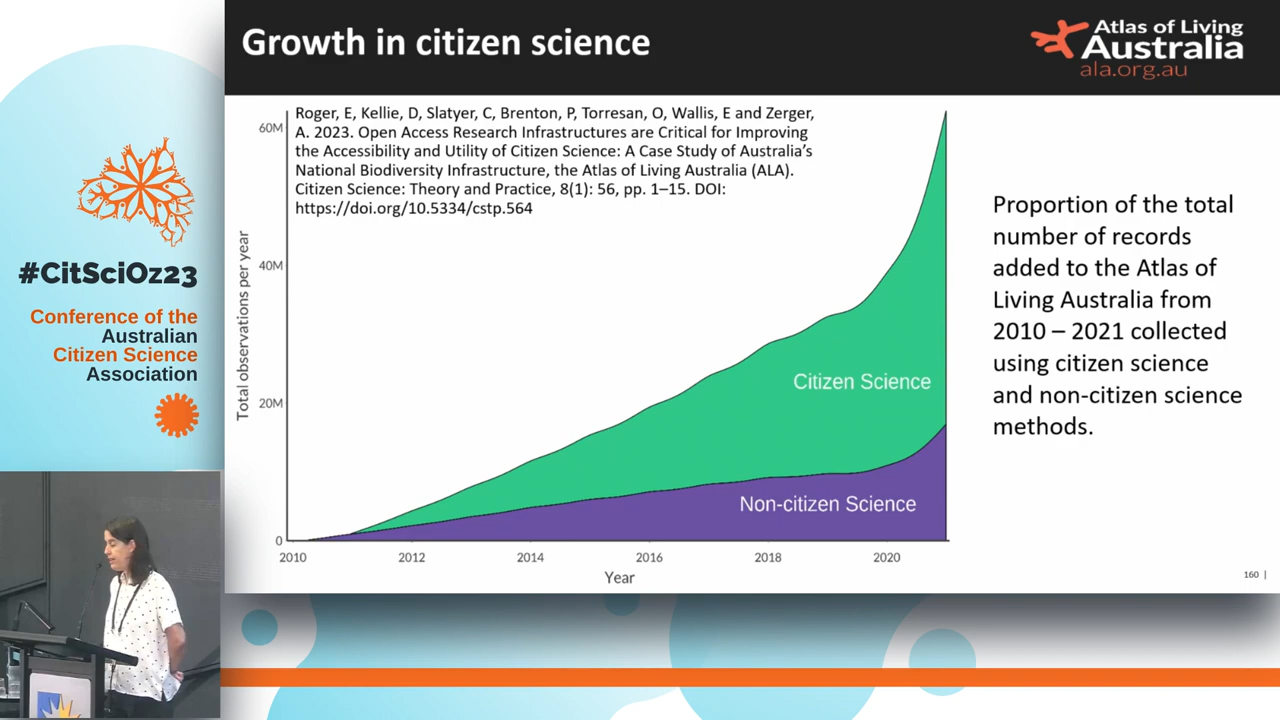 Growth in citizen science
Atlas of Living
Australia
ala.org.au
#CitSciOz23
Conference of the
Australian
Citizen Science
Association
Roger, E, Kellie, D, Slatyer, C, Brenton, P, Torresan, O, Wallis, E and Zerger,
A. 2023. Open Access Research Infrastructures are Critical for Improving
the Accessibility and Utility of Citizen Science: A Case Study of Australia's
National Biodiversity Infrastructure, the Atlas of Living Australia (ALA).
Citizen Science: Theory and Practice, 8(1): 56, pp. 1–15. DOI:
https://doi.org/10.5334/cstp.564
Total observations per year
60M
40M
20M
0
Citizen Science
Non-citizen Science
2010 2012 2014 2016 2018 2020
Year
Proportion of the total
number of records
added to the Atlas of
Living Australia from
2010 – 2021 collected
using citizen science
and non-citizen science
methods.
160 |